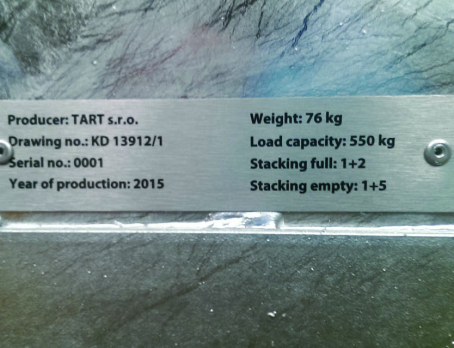 Producer: TART s.r.o.
Drawing no.: KD 13912/1
Serial no.: 0001
Year of production: 2015
Weight: 76 kg
Load capacity: 550 kg
Stacking full: 1+2
Stacking empty: 1+5